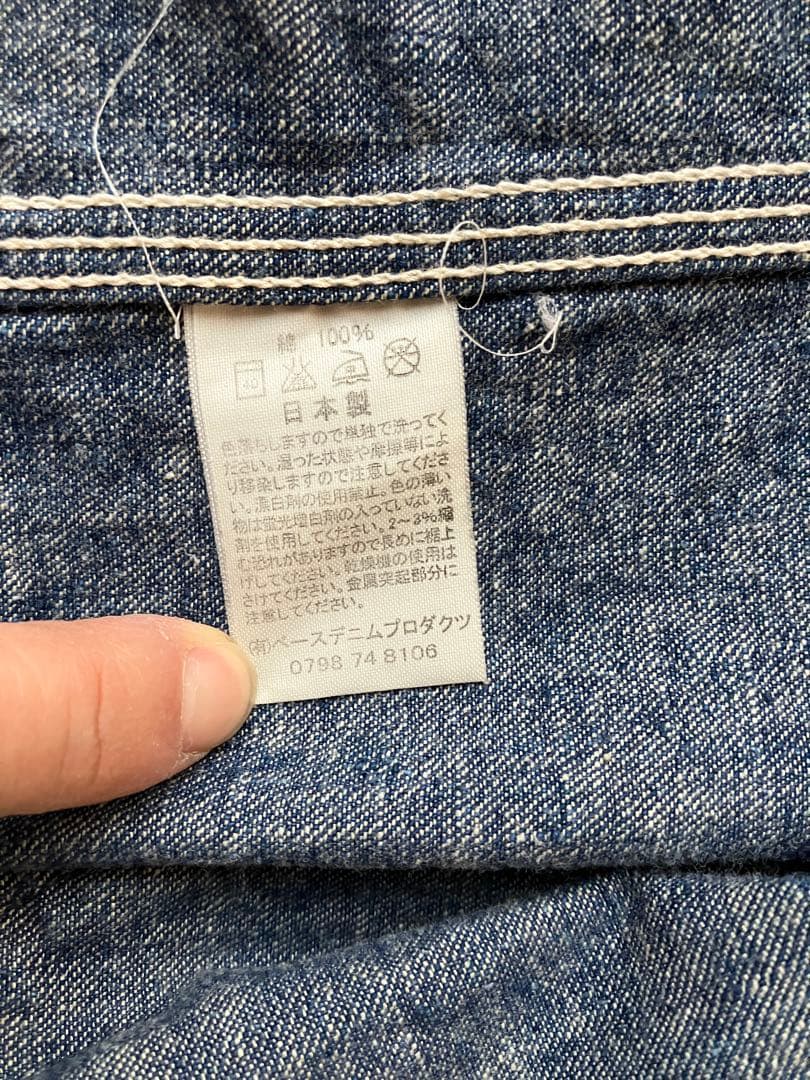 綿 100%
40
日本製
色落ちしますので単独で洗ってく
ださい。湿った状態や摩擦等によ
り移染しますので注意してくださ
い。漂白剤の使用禁止。色の薄い
物は蛍光増白剤の入っていない洗
剤を使用してください。2～3%縮
む恐れがありますので長めに裾上
げしてください。乾燥機の使用は
さけてください。金属突起部分に
注意してください。
(有)ベースデニムプロダクツ
0798 74 8106